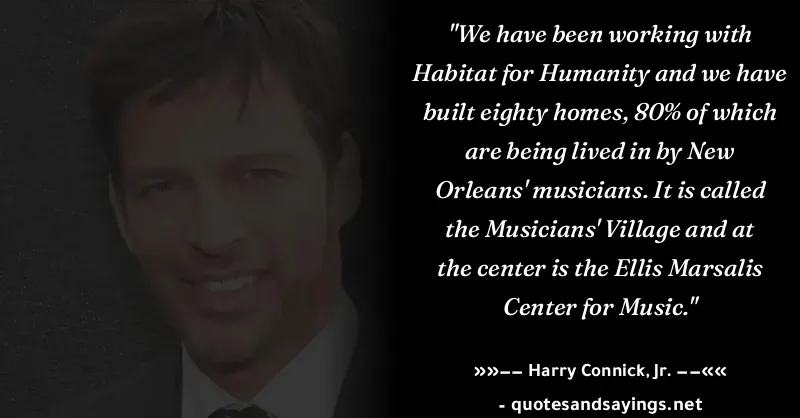 "We have been working with
Habitat for Humanity and we have
built eighty homes, 80% of which
are being lived in by New
Orleans' musicians. It is called
the Musicians' Village and at
the center is the Ellis Marsalis
Center for Music."
»»–– Harry Connick, Jr. ––««
- quotesandsayings.net